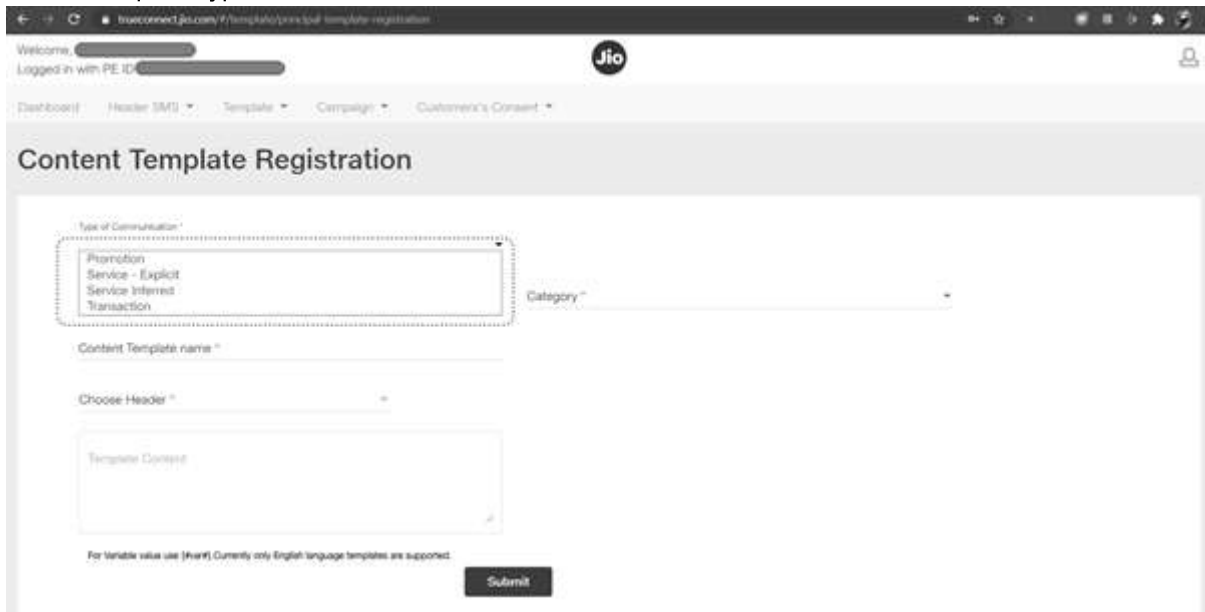 trueconnect.jio.com/#/template/principal-template-registration
Welcome,
Logged in with PE ID
Jio
Dashboard Header SMS Template Campaign Customers's Consent
Content Template Registration
Type of Communication *
Promotion
Service - Explicit
Service Inferred
Transaction
Category *
Content Template name *
Choose Header *
Template Content
For Variable value use {#var#}.Currently only English language templates are supported.
Submit